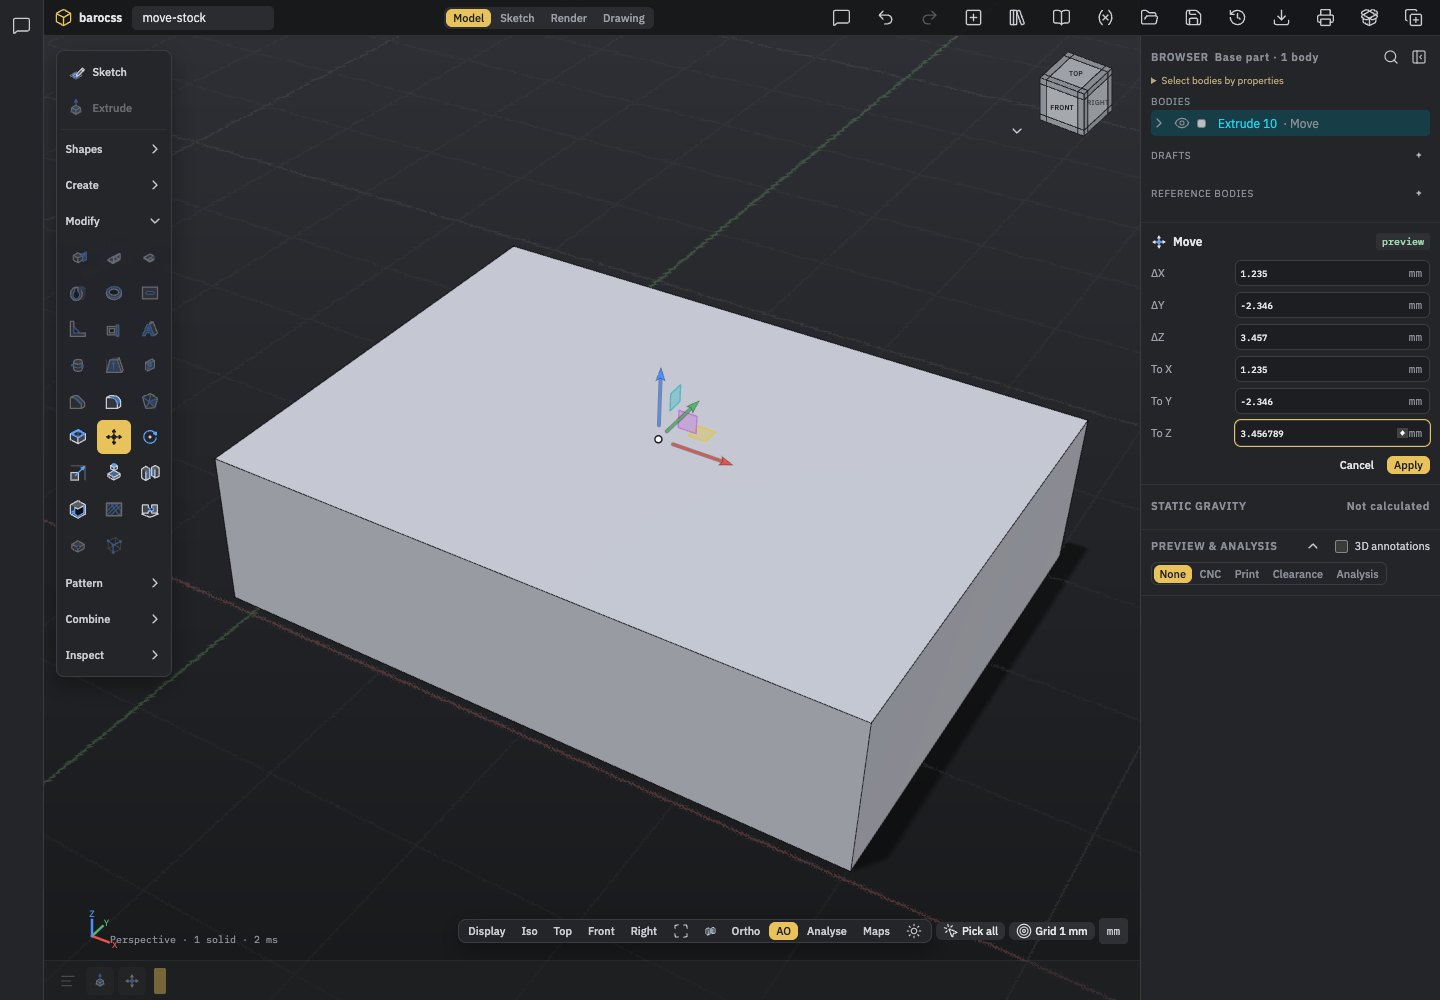 barocss
move-stock
Model Sketch Render Drawing
Sketch
Extrude
Shapes
Create
Modify
Pattern
Combine
Inspect
TOP
FRONT
RIGHT
BROWSER Base part · 1 body
Select bodies by properties
BODIES
Extrude 10 · Move
DRAFTS
REFERENCE BODIES
Move preview
ΔX 1.235 mm
ΔY -2.346 mm
ΔZ 3.457 mm
To X 1.235 mm
To Y -2.346 mm
To Z 3.456789 mm
Cancel Apply
STATIC GRAVITY Not calculated
PREVIEW & ANALYSIS 3D annotations
None CNC Print Clearance Analysis
Z
Y
X
Perspective · 1 solid · 2 ms
Display Iso Top Front Right Ortho AO Analyse Maps Pick all Grid 1 mm mm